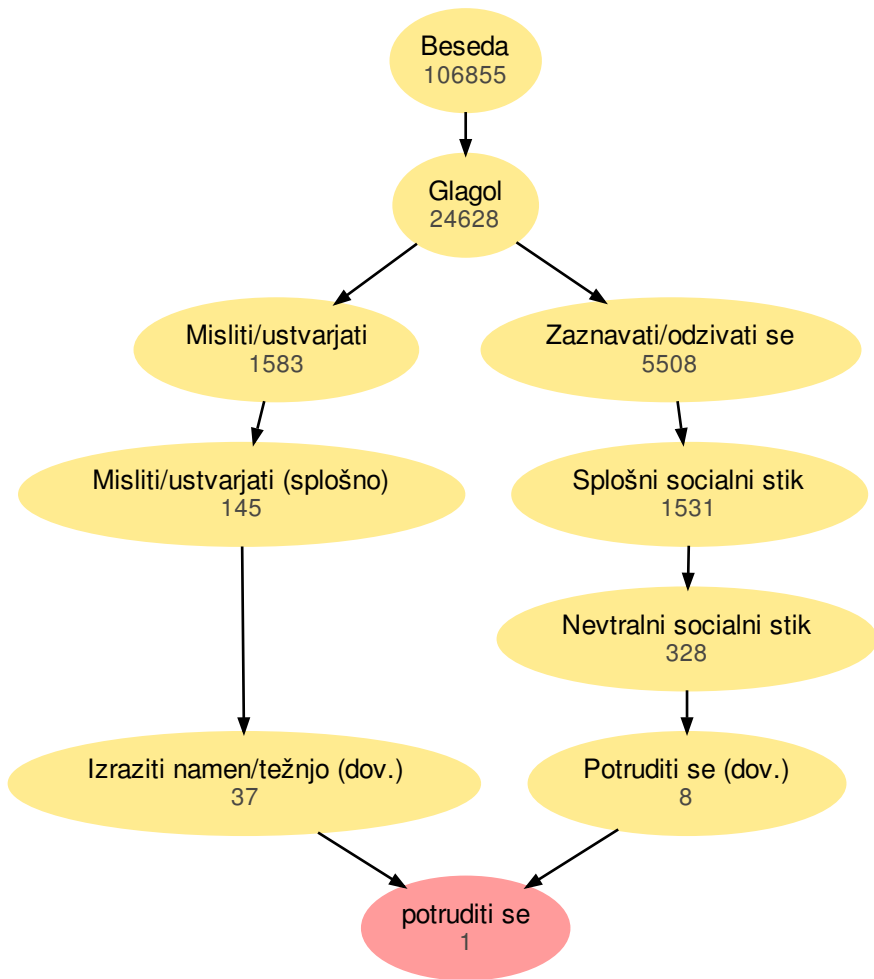 Beseda
106855
Glagol
24628
Misliti/ustvarjati
1583
Zaznavati/odzivati se
5508
Misliti/ustvarjati (splošno)
145
Splošni socialni stik
1531
Nevtralni socialni stik
328
Izraziti namen/težnjo (dov.)
37
Potruditi se (dov.)
8
potruditi se
1